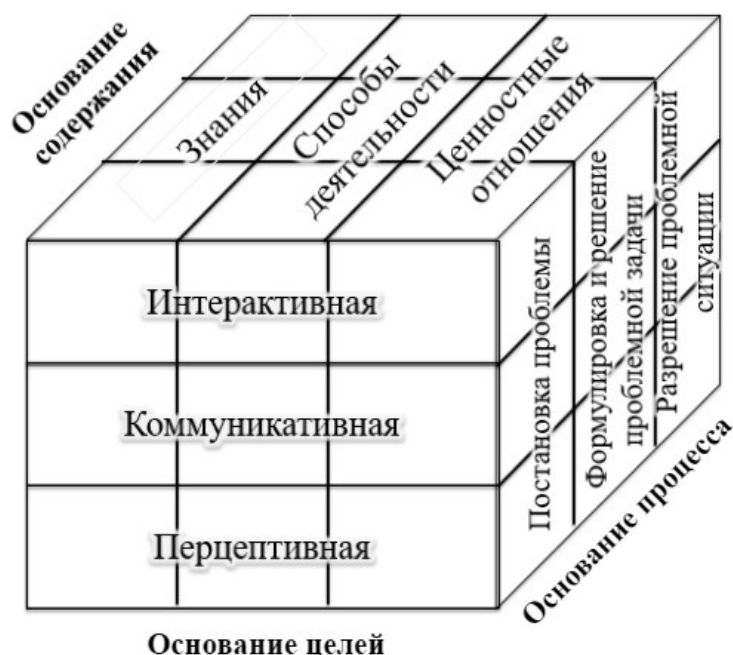 Основание
содержания
Знания
Способы
деятельности
Ценностные
отношения
Интерактивная
Коммуникативная
Перцептивная
Постановка проблемы
Формулировка и решение
проблемной задачи
Разрешение проблемной
ситуации
Основание процесса
Основание целей